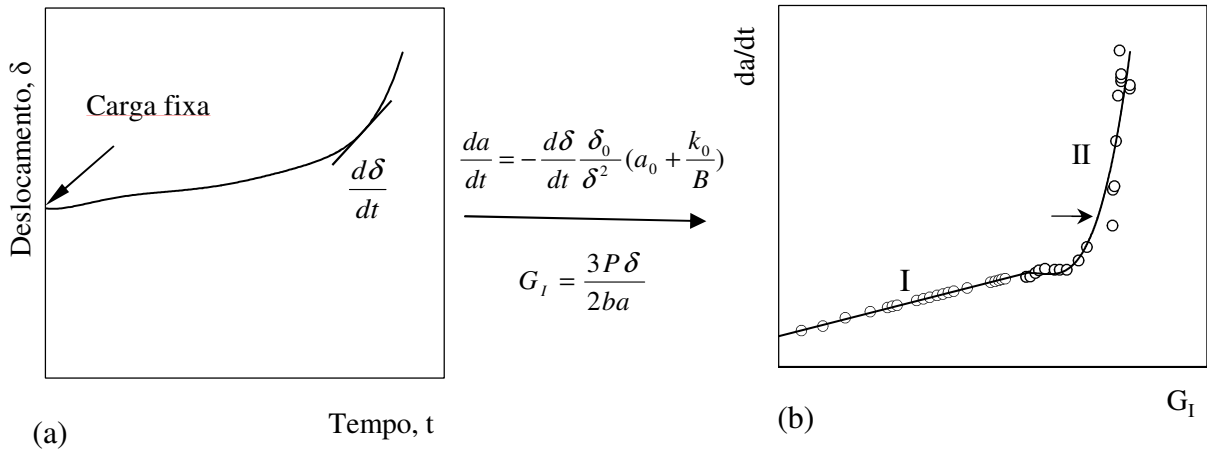 Deslocamento, δ
Carga fixa
dδ/dt
Tempo, t
(a)
da/dt = -dδ/dt δ₀/δ² (a₀ + k₀/B)
G_I = 3Pδ/2ba
da/dt
I
II
G_I
(b)